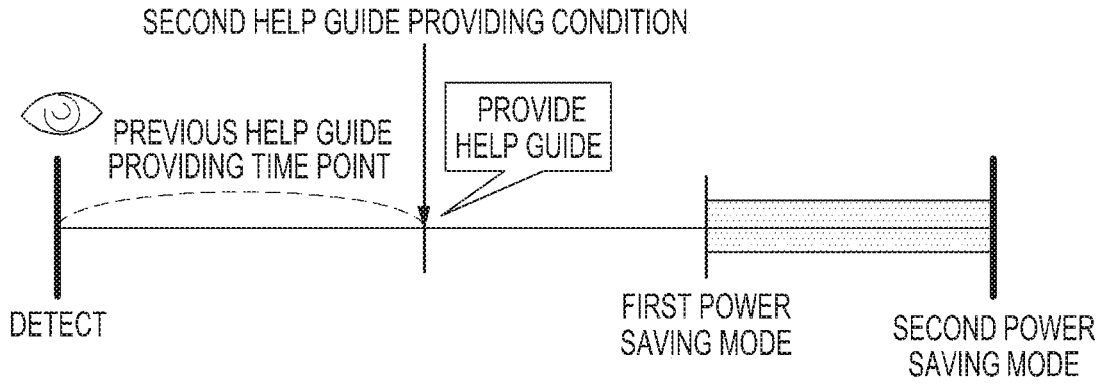 SECOND HELP GUIDE PROVIDING CONDITION
PROVIDE
HELP GUIDE
PREVIOUS HELP GUIDE
PROVIDING TIME POINT
DETECT
FIRST POWER
SAVING MODE
SECOND POWER
SAVING MODE